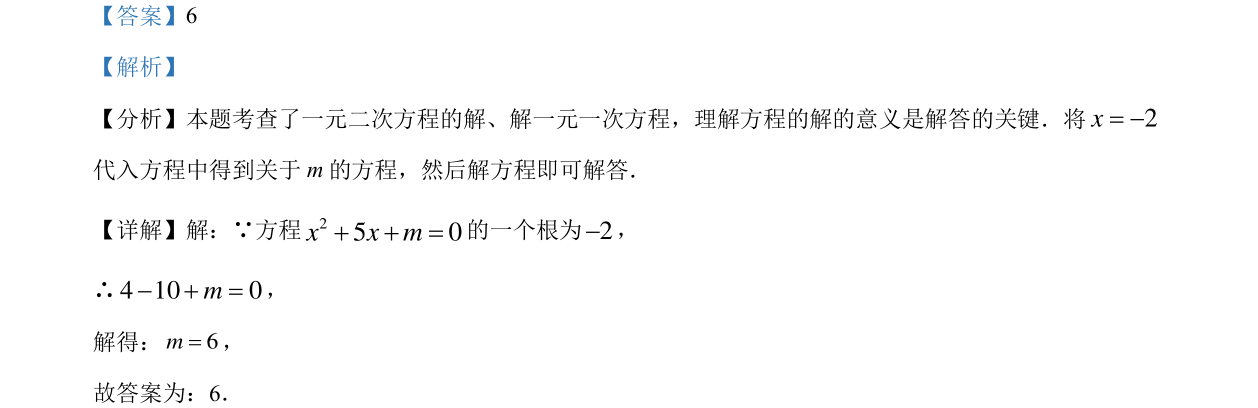 【答案】6
【解析】
【分析】本题考查了一元二次方程的解、解一元一次方程，理解方程的解的意义是解答的关键．将 x = −2
代入方程中得到关于 m 的方程，然后解方程即可解答．
【详解】解：∵方程 x² + 5x + m = 0 的一个根为 −2，
∴ 4 − 10 + m = 0，
解得： m = 6，
故答案为：6．